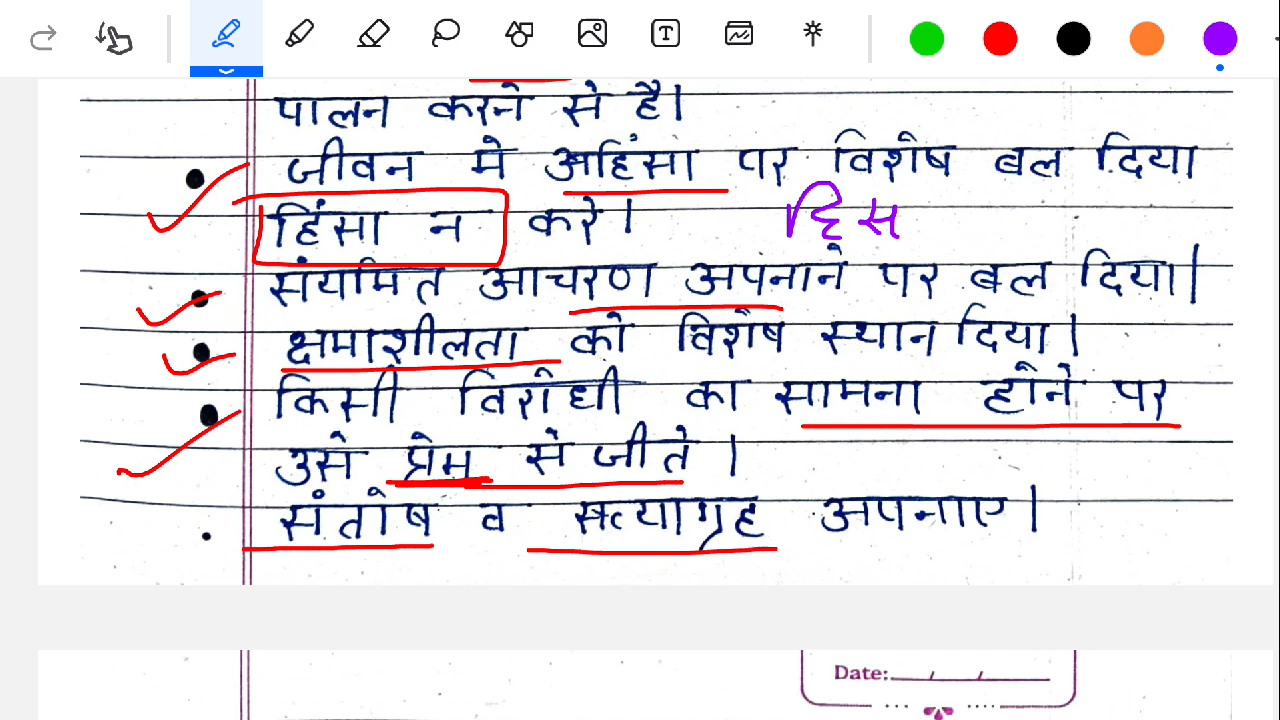 पालन करने से है।
जीवन मे अहिंसा पर विशेष बल दिया
हिंसा न करे। हिस
संयमित आचरण अपनाने पर बल दिया।
क्षमाशीलता को विशेष स्थान दिया।
किसी विरोधी का सामना होने पर
उसे प्रेम से जीते।
संतोष व सत्याग्रह अपनाए।
Date: